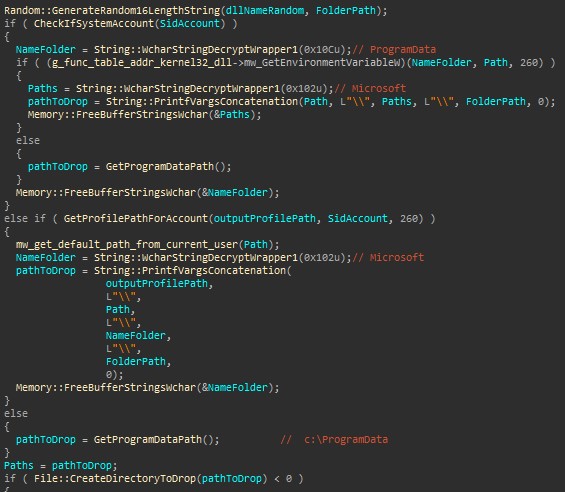 Random::GenerateRandom16LengthString(dllNameRandom, FolderPath);
if ( CheckIfSystemAccount(SidAccount) )
{
NameFolder = String::WcharStringDecryptWrapper1(0x10Cu);// ProgramData
if ( (g_func_table_addr_kernel32_dll->mw_GetEnvironmentVariableW)(NameFolder, Path, 260) )
{
Paths = String::WcharStringDecryptWrapper1(0x102u);// Microsoft
pathToDrop = String::PrintfVargsConcatenation(Path, L"\\", Paths, L"\\", FolderPath, 0);
Memory::FreeBufferStringsWchar(&Paths);
}
else
{
pathToDrop = GetProgramDataPath();
}
Memory::FreeBufferStringsWchar(&NameFolder);
}
else if ( GetProfilePathForAccount(outputProfilePath, SidAccount, 260) )
{
mw_get_default_path_from_current_user(Path);
NameFolder = String::WcharStringDecryptWrapper1(0x102u);// Microsoft
pathToDrop = String::PrintfVargsConcatenation(
outputProfilePath,
L"\\",
Path,
L"\\",
NameFolder,
L"\\",
FolderPath,
0);
Memory::FreeBufferStringsWchar(&NameFolder);
}
else
{
pathToDrop = GetProgramDataPath(); // c:\ProgramData
}
Paths = pathToDrop;
if ( File::CreateDirectoryToDrop(pathToDrop) < 0 )
{